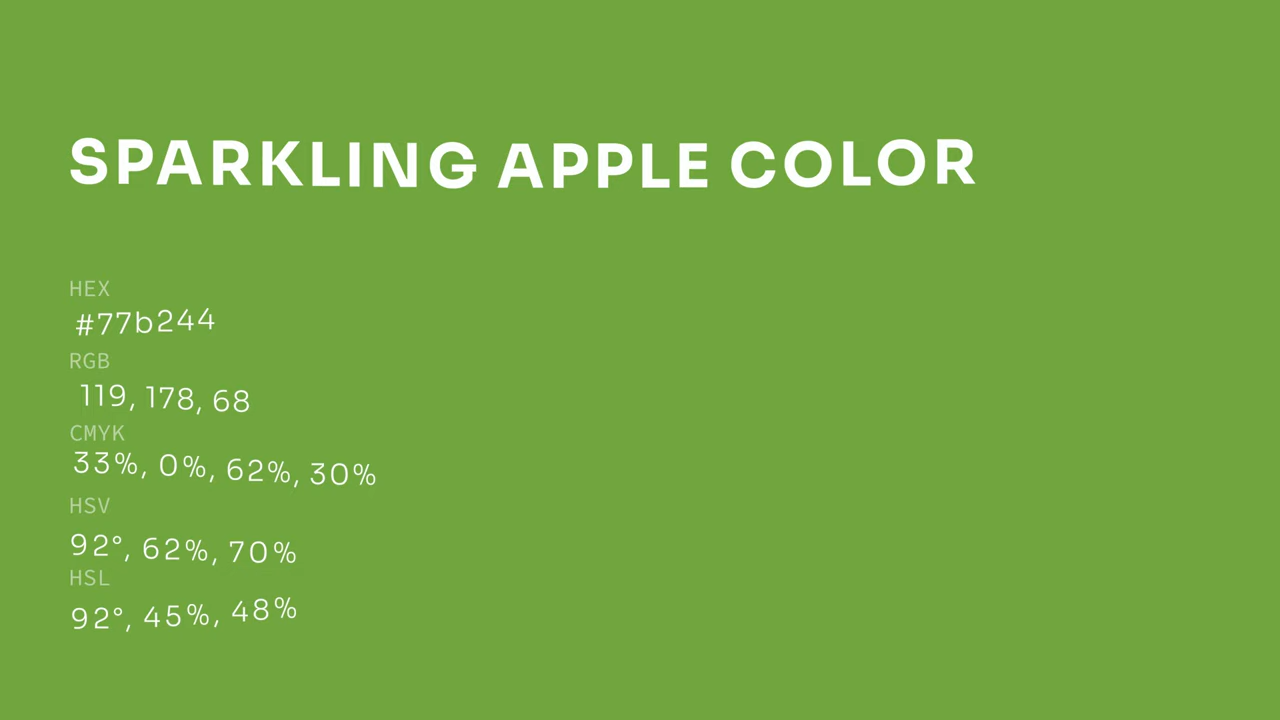 SPARKLING APPLE COLOR
HEX
#77b244
RGB
119, 178, 68
CMYK
33%, 0%, 62%, 30%
HSV
92°, 62%, 70%
HSL
92°, 45%, 48%